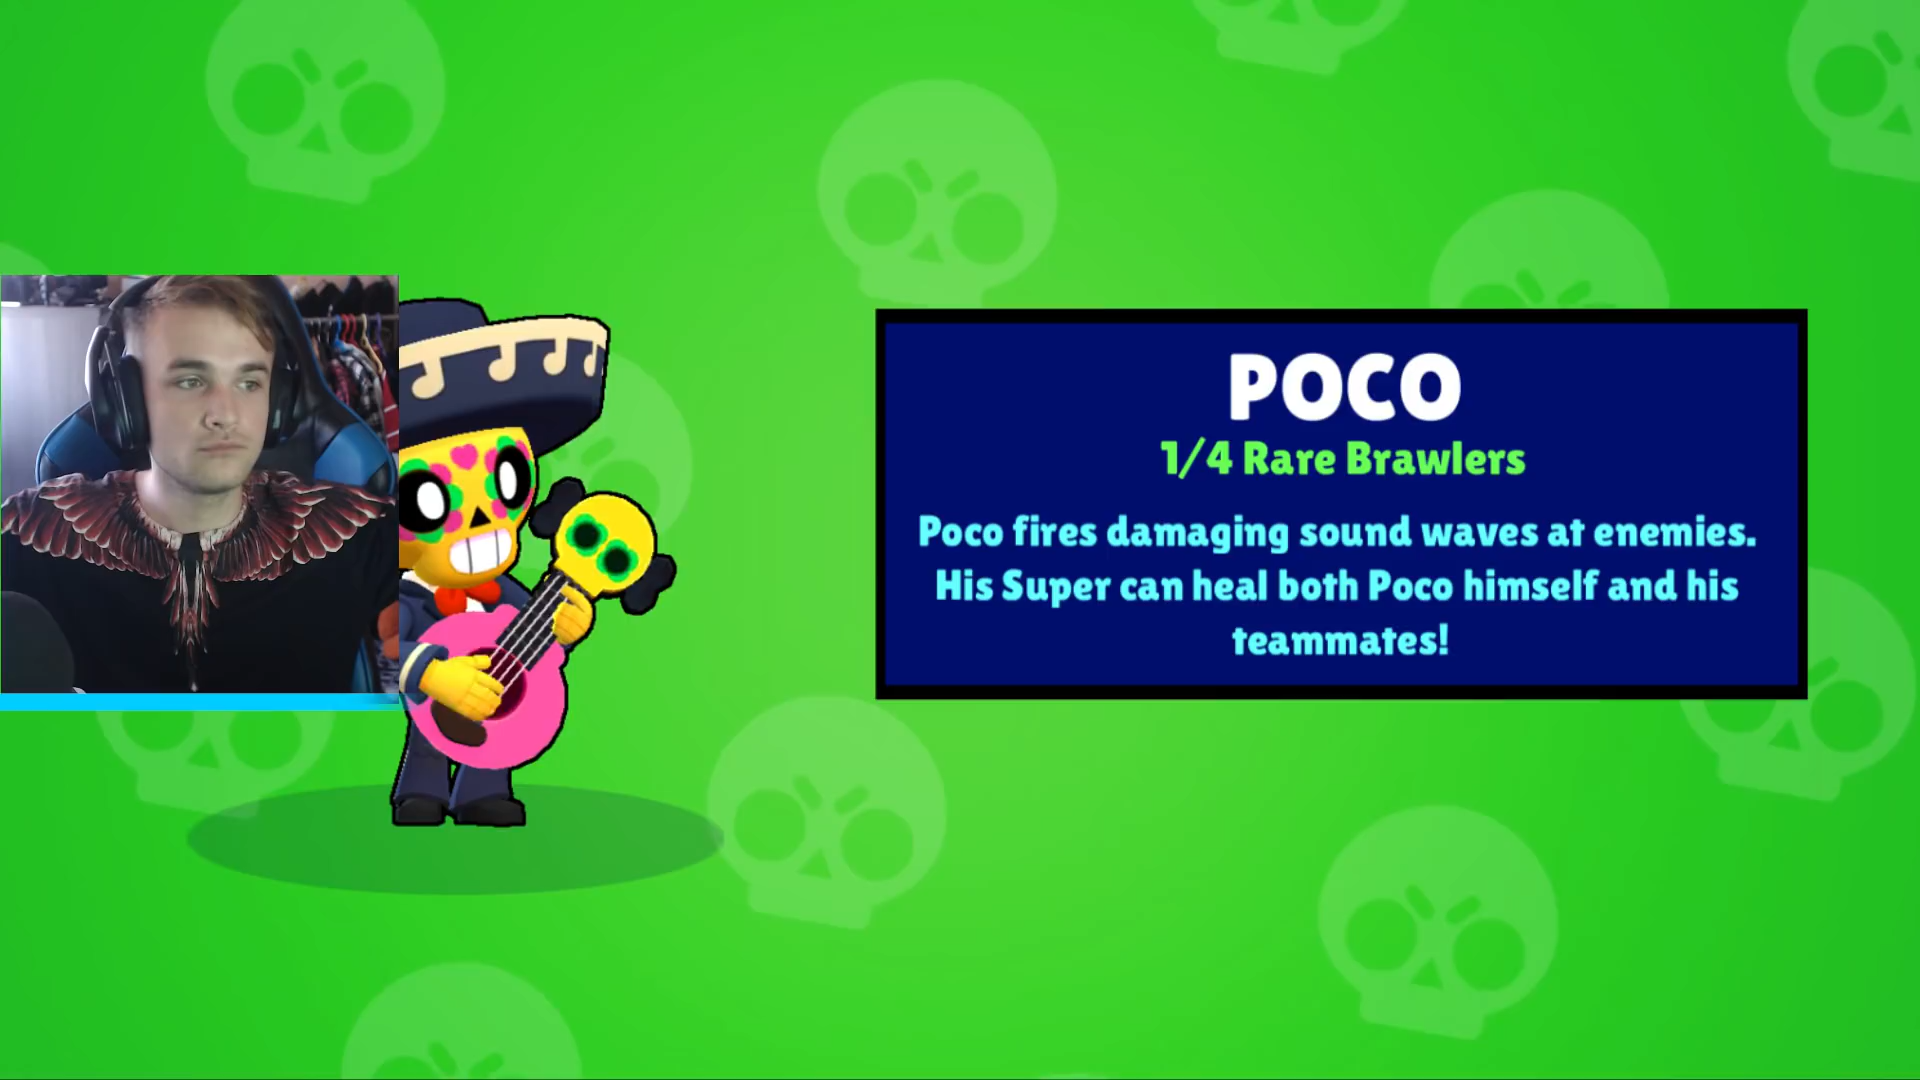 POCO
1/4 Rare Brawlers
Poco fires damaging sound waves at enemies.
His Super can heal both Poco himself and his
teammates!